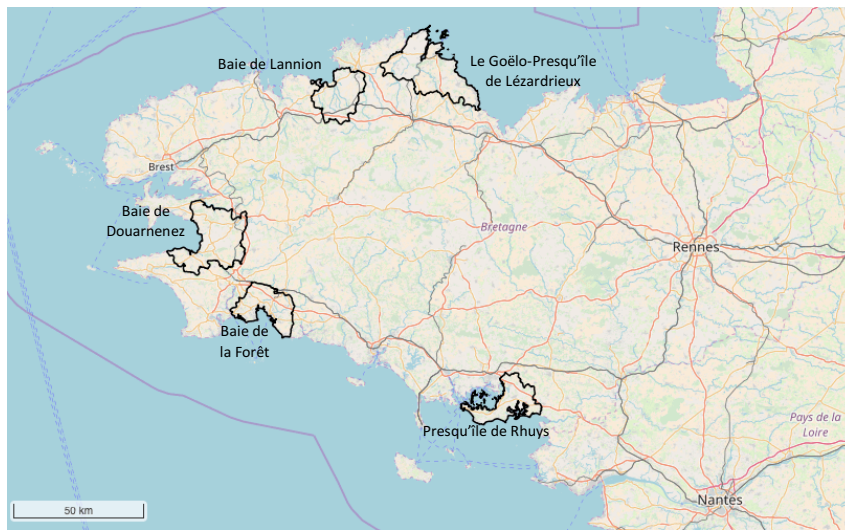 Baie de Lannion
Le Goëlo-Presqu'île
de Lézardrieux
Brest
Baie de
Douarnenez
Bretagne
Rennes
Baie de
la Forêt
Presqu'île de Rhuys
Pays de la
Loire
Nantes
50 km